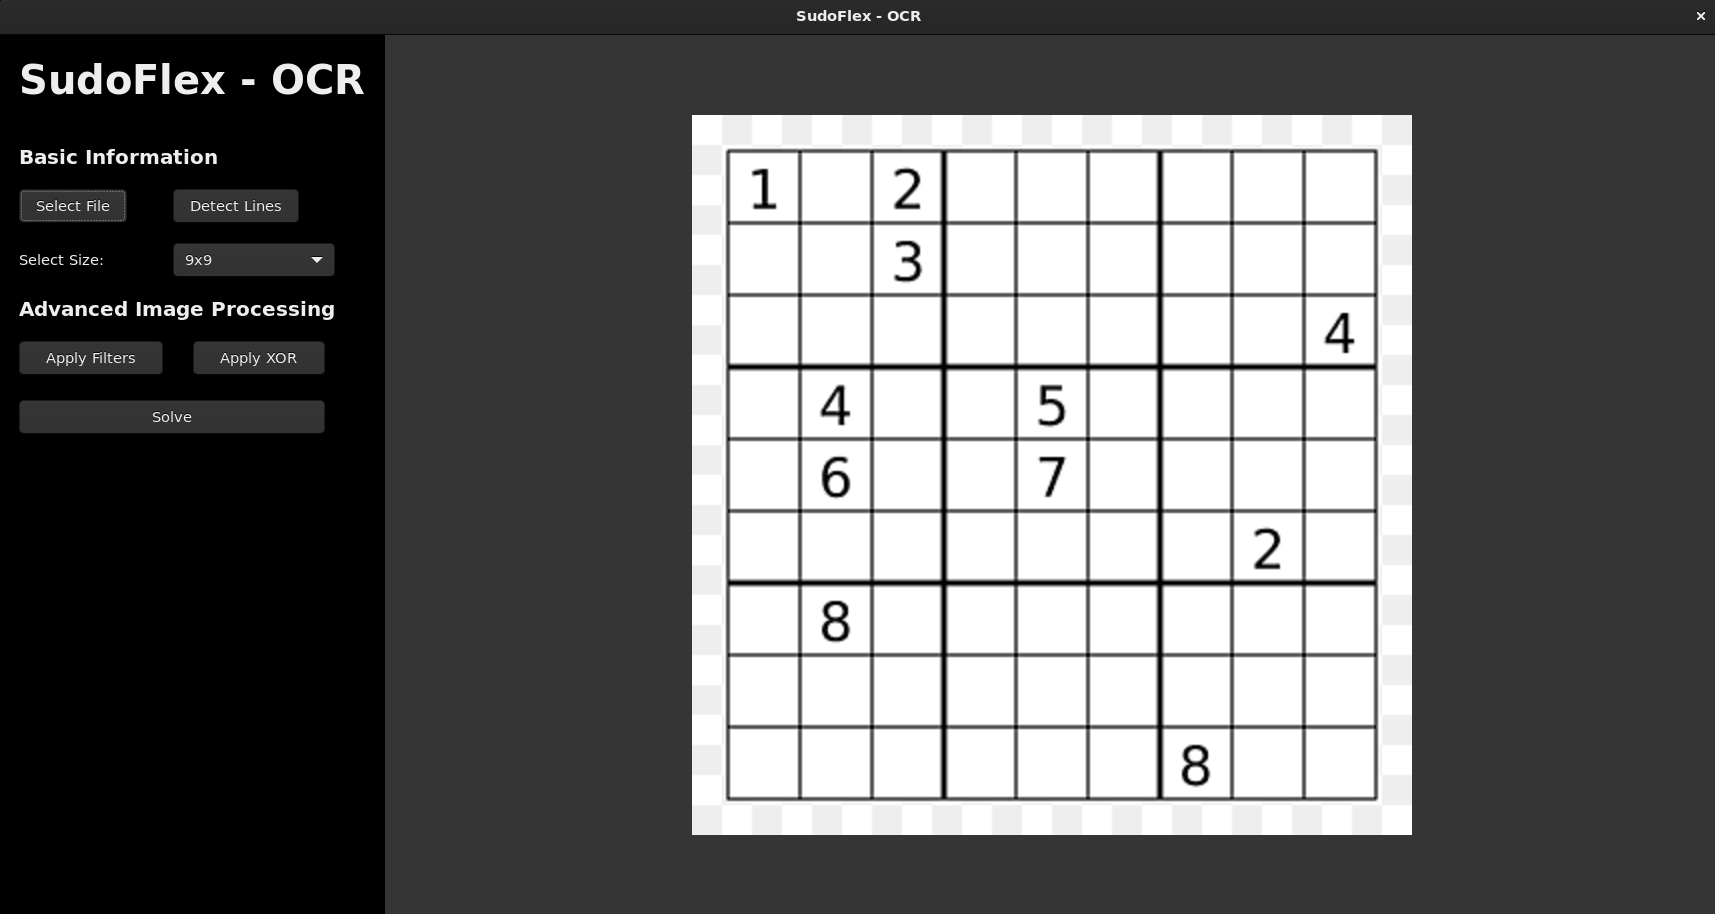 SudoFlex - OCR ×
SudoFlex - OCR
Basic Information
Select File Detect Lines
Select Size: 9x9
Advanced Image Processing
Apply Filters Apply XOR
Solve
1 2
3
4
4 5
6 7
2
8
8